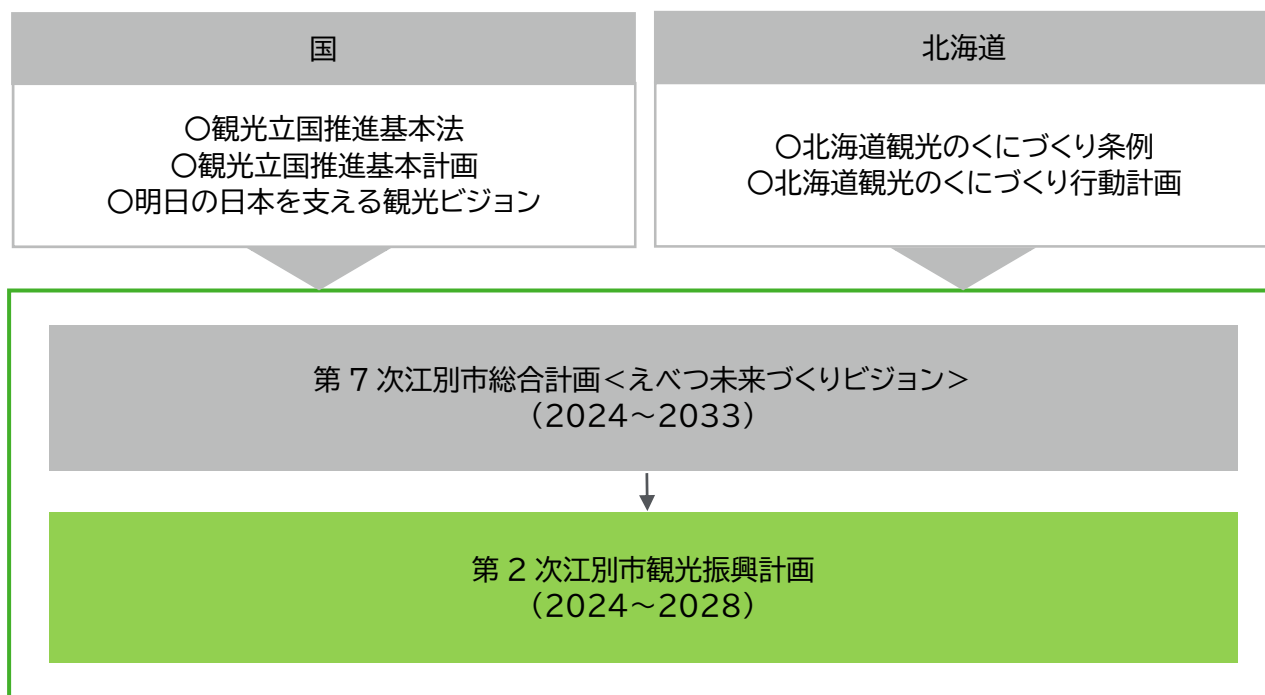 国
〇観光立国推進基本法
〇観光立国推進基本計画
〇明日の日本を支える観光ビジョン
北海道
〇北海道観光のくにづくり条例
〇北海道観光のくにづくり行動計画
第7次江別市総合計画<えべつ未来づくりビジョン>
（2024～2033）
第2次江別市観光振興計画
（2024～2028）